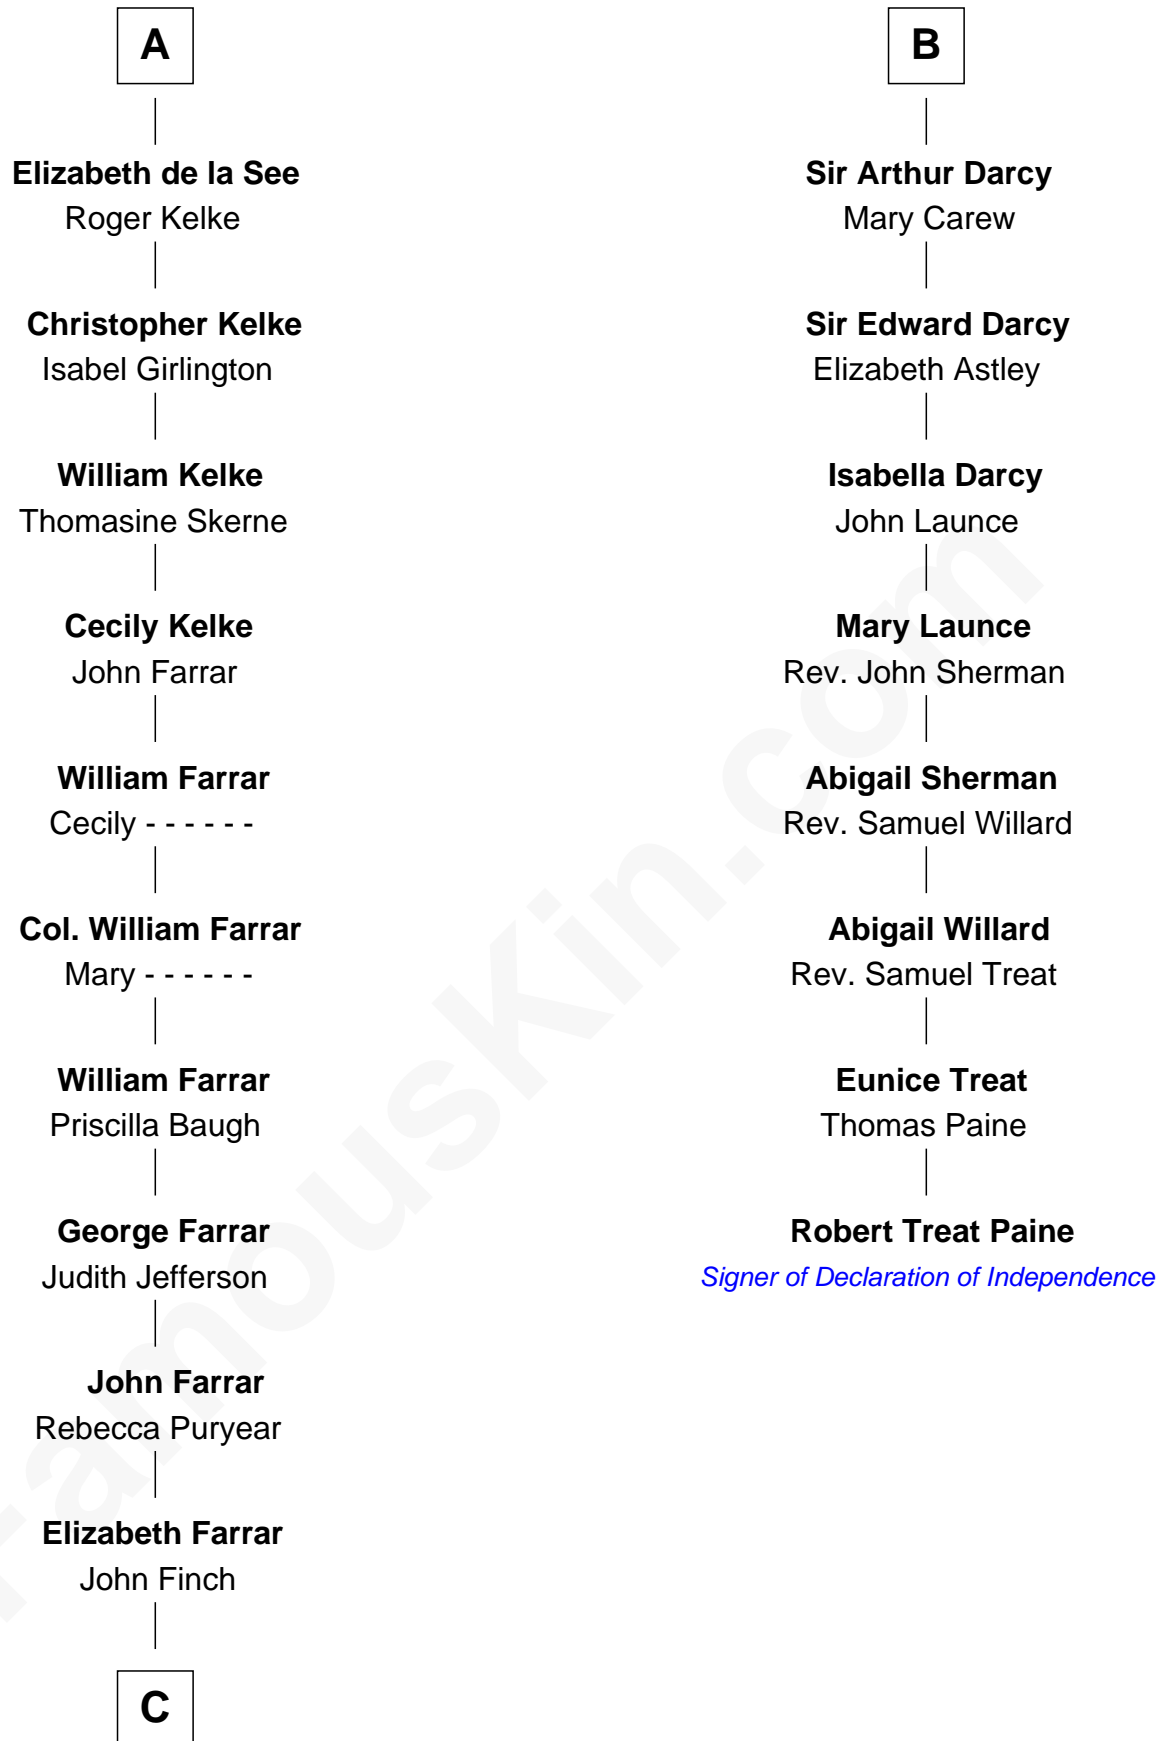 A
Elizabeth de la See
Roger Kelke
Christopher Kelke
Isabel Girlington
William Kelke
Thomasine Skerne
Cecily Kelke
John Farrar
William Farrar
Cecily - - - - - -
Col. William Farrar
Mary - - - - - -
William Farrar
Priscilla Baugh
George Farrar
Judith Jefferson
John Farrar
Rebecca Puryear
Elizabeth Farrar
John Finch
C
B
Sir Arthur Darcy
Mary Carew
Sir Edward Darcy
Elizabeth Astley
Isabella Darcy
John Launce
Mary Launce
Rev. John Sherman
Abigail Sherman
Rev. Samuel Willard
Abigail Willard
Rev. Samuel Treat
Eunice Treat
Thomas Paine
Robert Treat Paine
Signer of Declaration of Independence
FamousKin.com